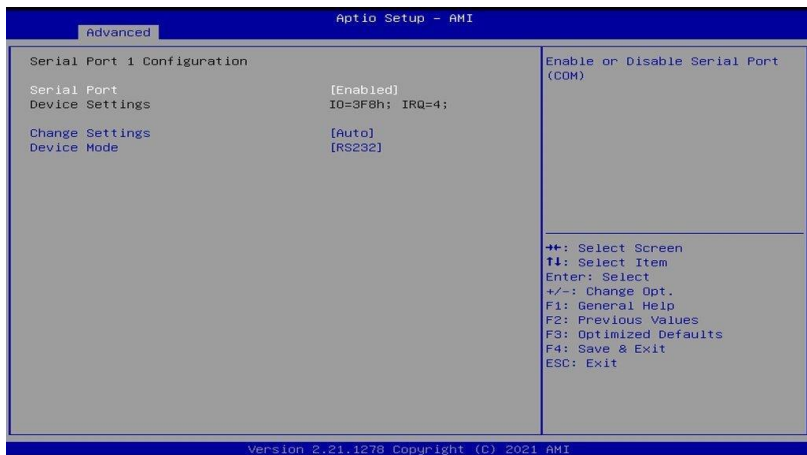 Aptio Setup – AMI
Advanced
Serial Port 1 Configuration
Serial Port [Enabled]
Device Settings IO=3F8h; IRQ=4;
Change Settings [Auto]
Device Mode [RS232]
Enable or Disable Serial Port
(COM)
→←: Select Screen
↑↓: Select Item
Enter: Select
+/-: Change Opt.
F1: General Help
F2: Previous Values
F3: Optimized Defaults
F4: Save & Exit
ESC: Exit
Version 2.21.1278 Copyright (C) 2021 AMI